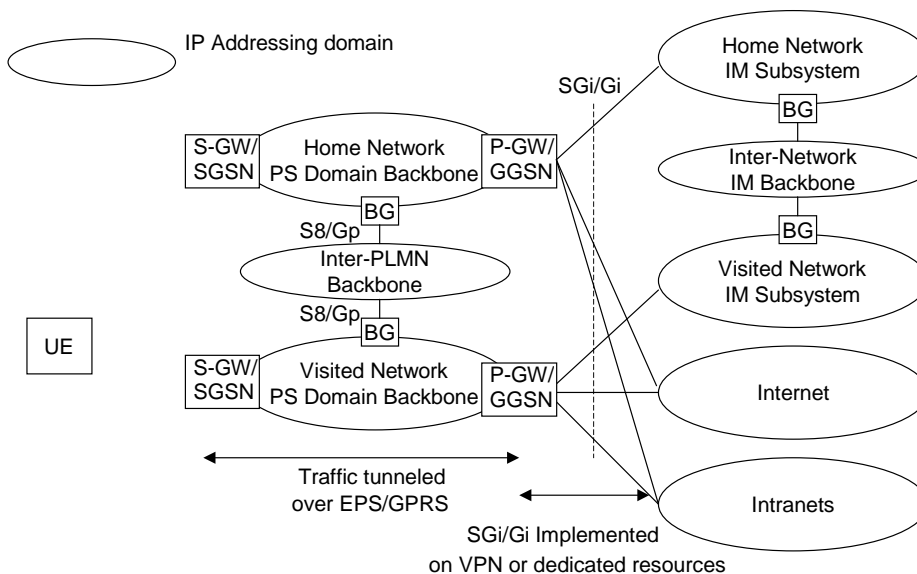 IP Addressing domain
Home Network
IM Subsystem
SGi/Gi
BG
S-GW/
SGSN
Home Network
PS Domain Backbone
P-GW/
GGSN
Inter-Network
IM Backbone
BG
S8/Gp
BG
Inter-PLMN
Backbone
Visited Network
IM Subsystem
S8/Gp
BG
UE
S-GW/
SGSN
Visited Network
PS Domain Backbone
P-GW/
GGSN
Internet
Traffic tunneled
over EPS/GPRS
Intranets
SGi/Gi Implemented
on VPN or dedicated resources